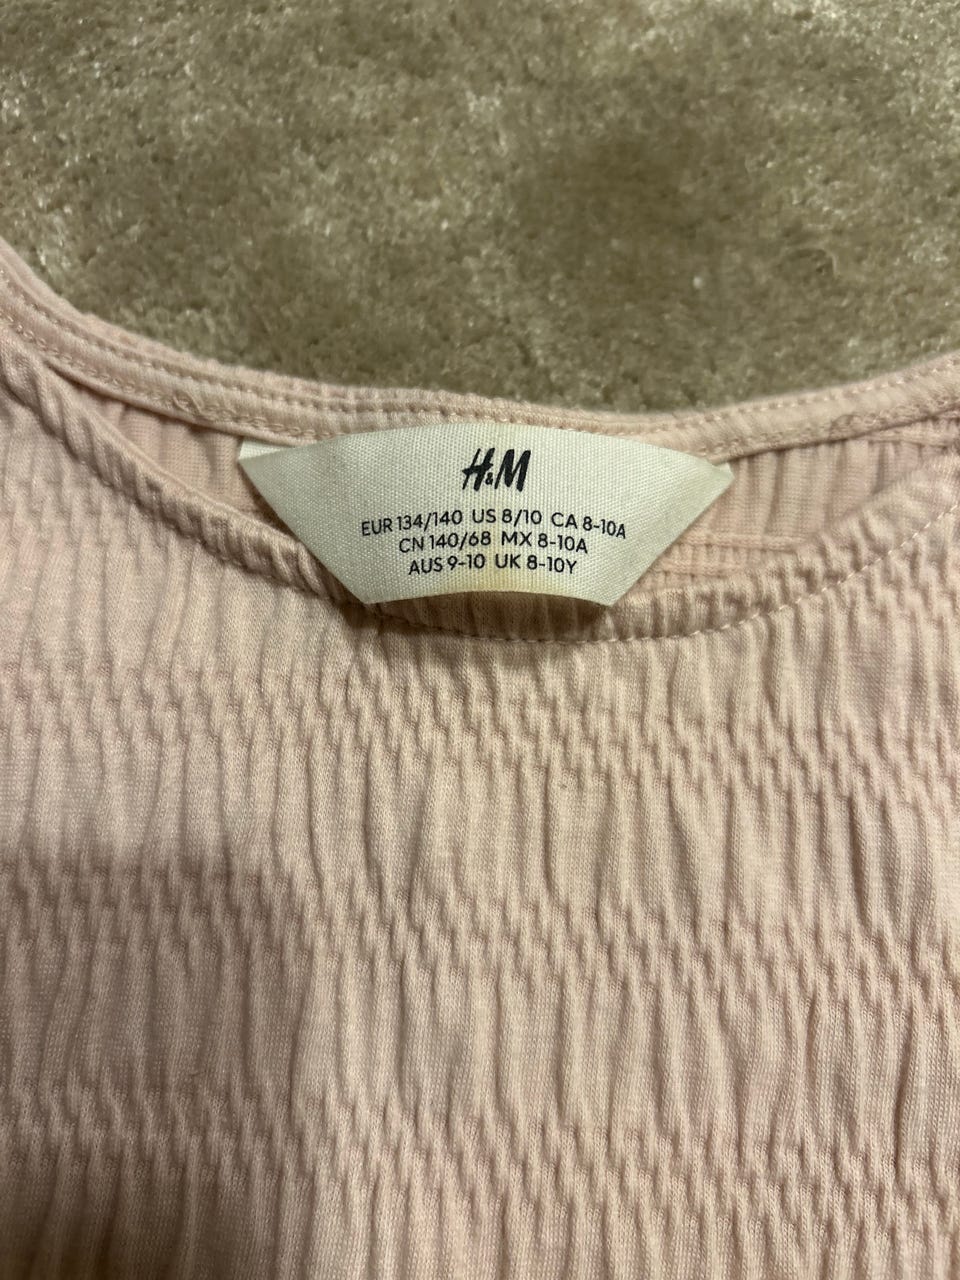 H&M
EUR 134/140 US 8/10 CA 8-10A
CN 140/68 MX 8-10A
AUS 9-10 UK 8-10Y